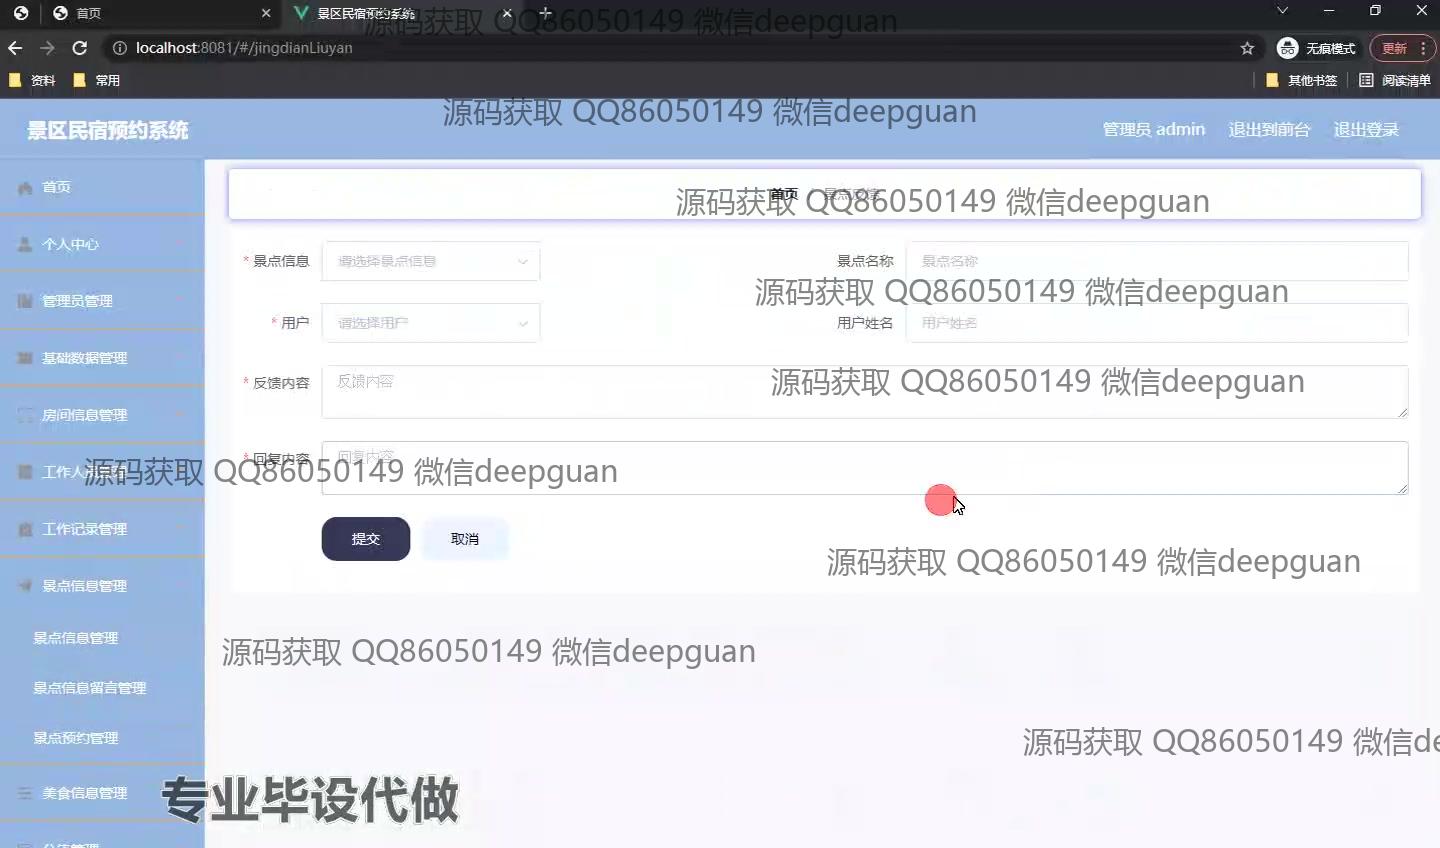 首页
景区民宿预约系统
源码获取 QQ86050149 微信deepguan
localhost:8081/#/jingdianLiuyan
无痕模式
更新
资料
常用
其他书签
阅读清单
源码获取 QQ86050149 微信deepguan
景区民宿预约系统
管理员 admin
退出到前台
退出登录
首页
个人中心
管理员管理
基础数据管理
房间信息管理
工作记录管理
景点信息管理
景点信息管理
景点信息留言管理
景点预约管理
美食信息管理
首页
源码获取 QQ86050149 微信deepguan
* 景点信息
请选择景点信息
景点名称
景点名称
源码获取 QQ86050149 微信deepguan
* 用户
请选择用户
用户姓名
用户姓名
* 反馈内容
反馈内容
源码获取 QQ86050149 微信deepguan
* 回复内容
回复内容
源码获取 QQ86050149 微信deepguan
提交
取消
源码获取 QQ86050149 微信deepguan
源码获取 QQ86050149 微信deepguan
源码获取 QQ86050149 微信de
专业毕设代做